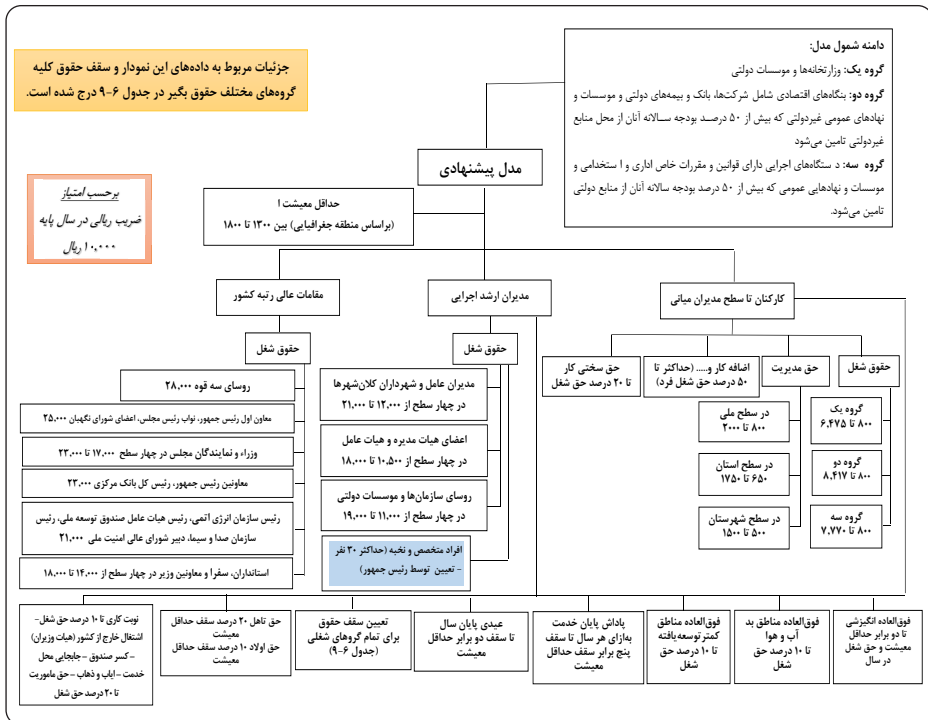 دامنه شمول مدل:
گروه یک: وزارتخانه‌ها و موسسات دولتی
گروه دو: بنگاه‌های اقتصادی شامل شرکت‌ها، بانک و بیمه‌های دولتی و موسسات و
نهادهای عمومی غیردولتی که بیش از ۵۰ درصـد بودجه سـالانه آنان از محل منابع
غیردولتی تامین می‌شود
گروه سه: د ستگاه‌های اجرایی دارای قوانین و مقررات خاص اداری و ا ستخدامی و
موسسات و نهادهایی عمومی که بیش از ۵۰ درصد بودجه سالانه آنان از منابع دولتی
تامین می‌شود.
جزئیات مربوط به داده‌های این نمودار و سقف حقوق کلیه
گروه‌های مختلف حقوق بگیر در جدول ۶-۹ درج شده است.
مدل پیشنهادی
برحسب امتیاز
ضریب ریالی در سال پایه
۱۰,۰۰۰ ریال
حداقل معیشت ا
(براساس منطقه جغرافیایی) بین ۱۳۰۰ تا ۱۸۰۰
کارکنان تا سطح مدیران میانی
مدیران ارشد اجرایی
مقامات عالی رتبه کشور
حقوق شغل
حق مدیریت
اضافه کار و..... (حداکثر تا
۵۰ درصد حق شغل فرد)
حق سختی کار
تا ۲۰ درصد حق شغل
گروه یک
۸۰۰ تا ۶,۴۷۵
گروه دو
۸۰۰ تا ۸,۴۱۷
گروه سه
۸۰۰ تا ۷,۷۷۰
در سطح ملی
۸۰۰ تا ۲۰۰۰
در سطح استان
۶۵۰ تا ۱۷۵۰
در سطح شهرستان
۵۰۰ تا ۱۵۰۰
حقوق شغل
مدیران عامل و شهرداران کلان‌شهرها
در چهار سطح از ۱۲,۰۰۰ تا ۲۱,۰۰۰
اعضای هیات مدیره و هیات عامل
در چهار سطح از ۱۰,۵۰۰ تا ۱۸,۰۰۰
روسای سازمان‌ها و موسسات دولتی
در چهار سطح از ۱۱,۰۰۰ تا ۱۹,۰۰۰
افراد متخصص و نخبه (حداکثر ۳۰ نفر
- تعیین توسط رئیس جمهور)
حقوق شغل
روسای سه قوه ۲۸,۰۰۰
معاون اول رئیس جمهور، نواب رئیس مجلس، اعضای شورای نگهبان ۲۵,۰۰۰
وزراء و نمایندگان مجلس در چهار سطح ۱۷,۰۰۰ تا ۲۳,۰۰۰
معاونین رئیس جمهور، رئیس کل بانک مرکزی ۲۳,۰۰۰
رئیس سازمان انرژی اتمی، رئیس هیات عامل صندوق توسعه ملی، رئیس
سازمان صدا و سیما، دبیر شورای عالی امنیت ملی ۲۱,۰۰۰
استانداران، سفرا و معاونین وزیر در چهار سطح از ۱۴,۰۰۰ تا ۱۸,۰۰۰
فوق‌العاده انگیزشی
تا دو برابر حداقل
معیشت و حق شغل
در سال
فوق‌العاده مناطق بد
آب و هوا
تا ۱۰ درصد حق
شغل
فوق‌العاده مناطق
کمتر توسعه یافته
تا ۱۰ درصد حق
شغل
پاداش پایان خدمت
به‌ازای هر سال تا سقف
پنج برابر سقف حداقل
معیشت
عیدی پایان سال
تا سقف دو برابر حداقل
معیشت
تعیین سقف حقوق
برای تمام گروهای شغلی
(جدول ۶-۹)
حق تاهل ۲۰ درصد سقف حداقل
معیشت
حق اولاد ۱۰ درصد سقف حداقل
معیشت
نوبت کاری تا ۱۰ درصد حق شغل-
اشتغال خارج از کشور (هیات وزیران)
- کسر صندوق - جابجایی محل
خدمت - ایاب و ذهاب - حق ماموریت
تا ۲۰ درصد حق شغل